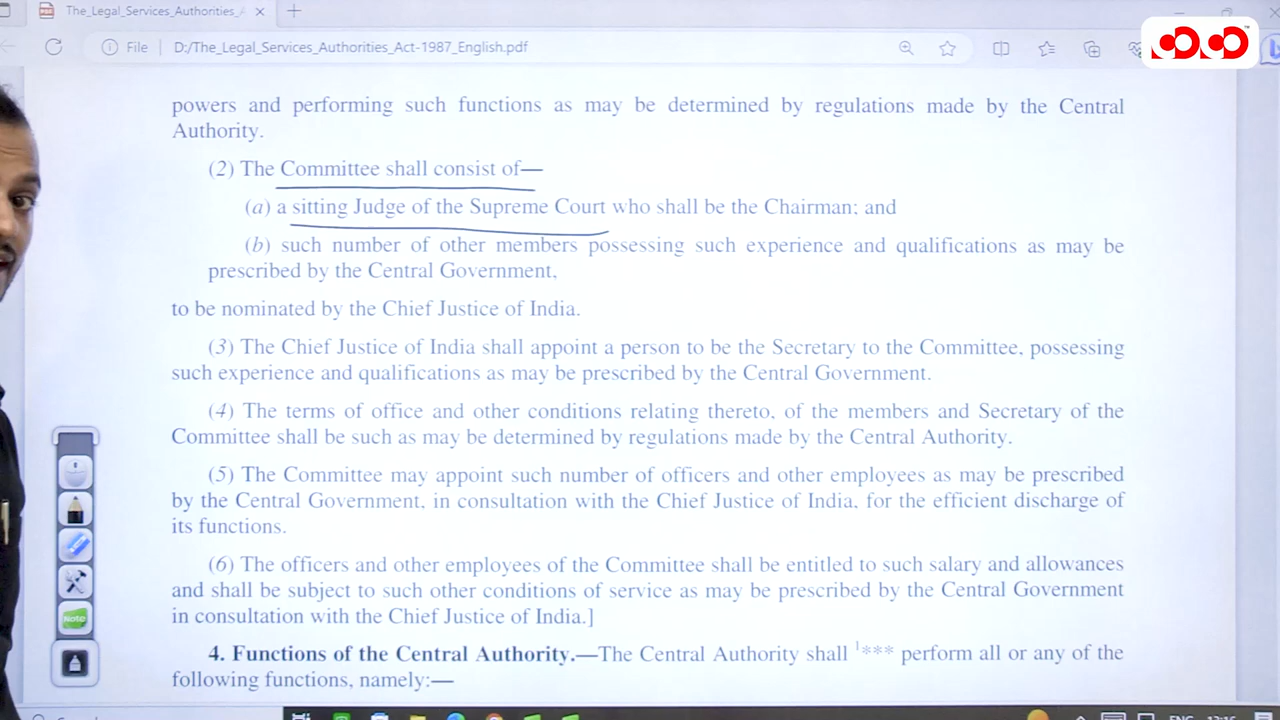 The_Legal_Services_Authorities_A
File
D:/The_Legal_Services_Authorities_Act-1987_English.pdf
powers and performing such functions as may be determined by regulations made by the Central
Authority.
(2) The Committee shall consist of—
(a) a sitting Judge of the Supreme Court who shall be the Chairman; and
(b) such number of other members possessing such experience and qualifications as may be
prescribed by the Central Government,
to be nominated by the Chief Justice of India.
(3) The Chief Justice of India shall appoint a person to be the Secretary to the Committee, possessing
such experience and qualifications as may be prescribed by the Central Government.
(4) The terms of office and other conditions relating thereto, of the members and Secretary of the
Committee shall be such as may be determined by regulations made by the Central Authority.
(5) The Committee may appoint such number of officers and other employees as may be prescribed
by the Central Government, in consultation with the Chief Justice of India, for the efficient discharge of
its functions.
(6) The officers and other employees of the Committee shall be entitled to such salary and allowances
and shall be subject to such other conditions of service as may be prescribed by the Central Government
in consultation with the Chief Justice of India.]
Note
4. Functions of the Central Authority.—The Central Authority shall 1*** perform all or any of the
following functions, namely:—